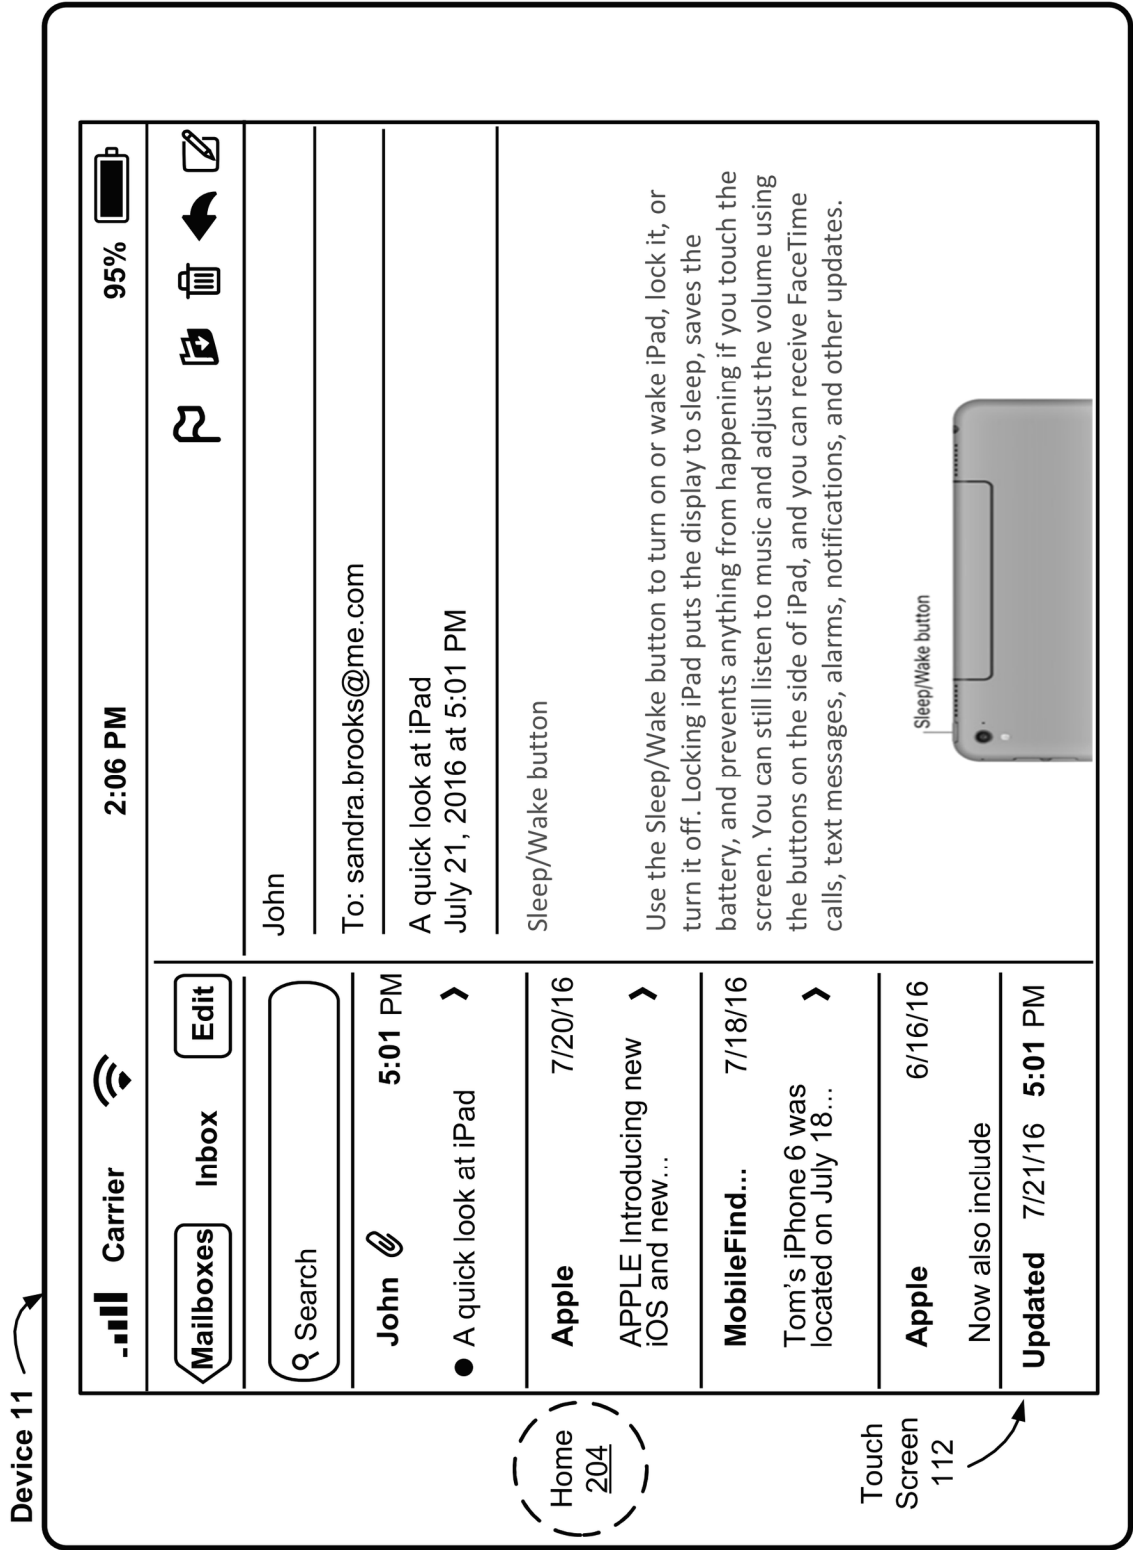 Device 11
Carrier
2:06 PM
95%
Mailboxes
Inbox
Edit
Search
John
5:01 PM
A quick look at iPad
Apple
7/20/16
APPLE Introducing new
iOS and new...
MobileFind...
7/18/16
Tom's iPhone 6 was
located on July 18...
Apple
6/16/16
Now also include
Updated 7/21/16 5:01 PM
John
To: sandra.brooks@me.com
A quick look at iPad
July 21, 2016 at 5:01 PM
Sleep/Wake button
Use the Sleep/Wake button to turn on or wake iPad, lock it, or
turn it off. Locking iPad puts the display to sleep, saves the
battery, and prevents anything from happening if you touch the
screen. You can still listen to music and adjust the volume using
the buttons on the side of iPad, and you can receive FaceTime
calls, text messages, alarms, notifications, and other updates.
Sleep/Wake button
Home
204
Touch
Screen
112